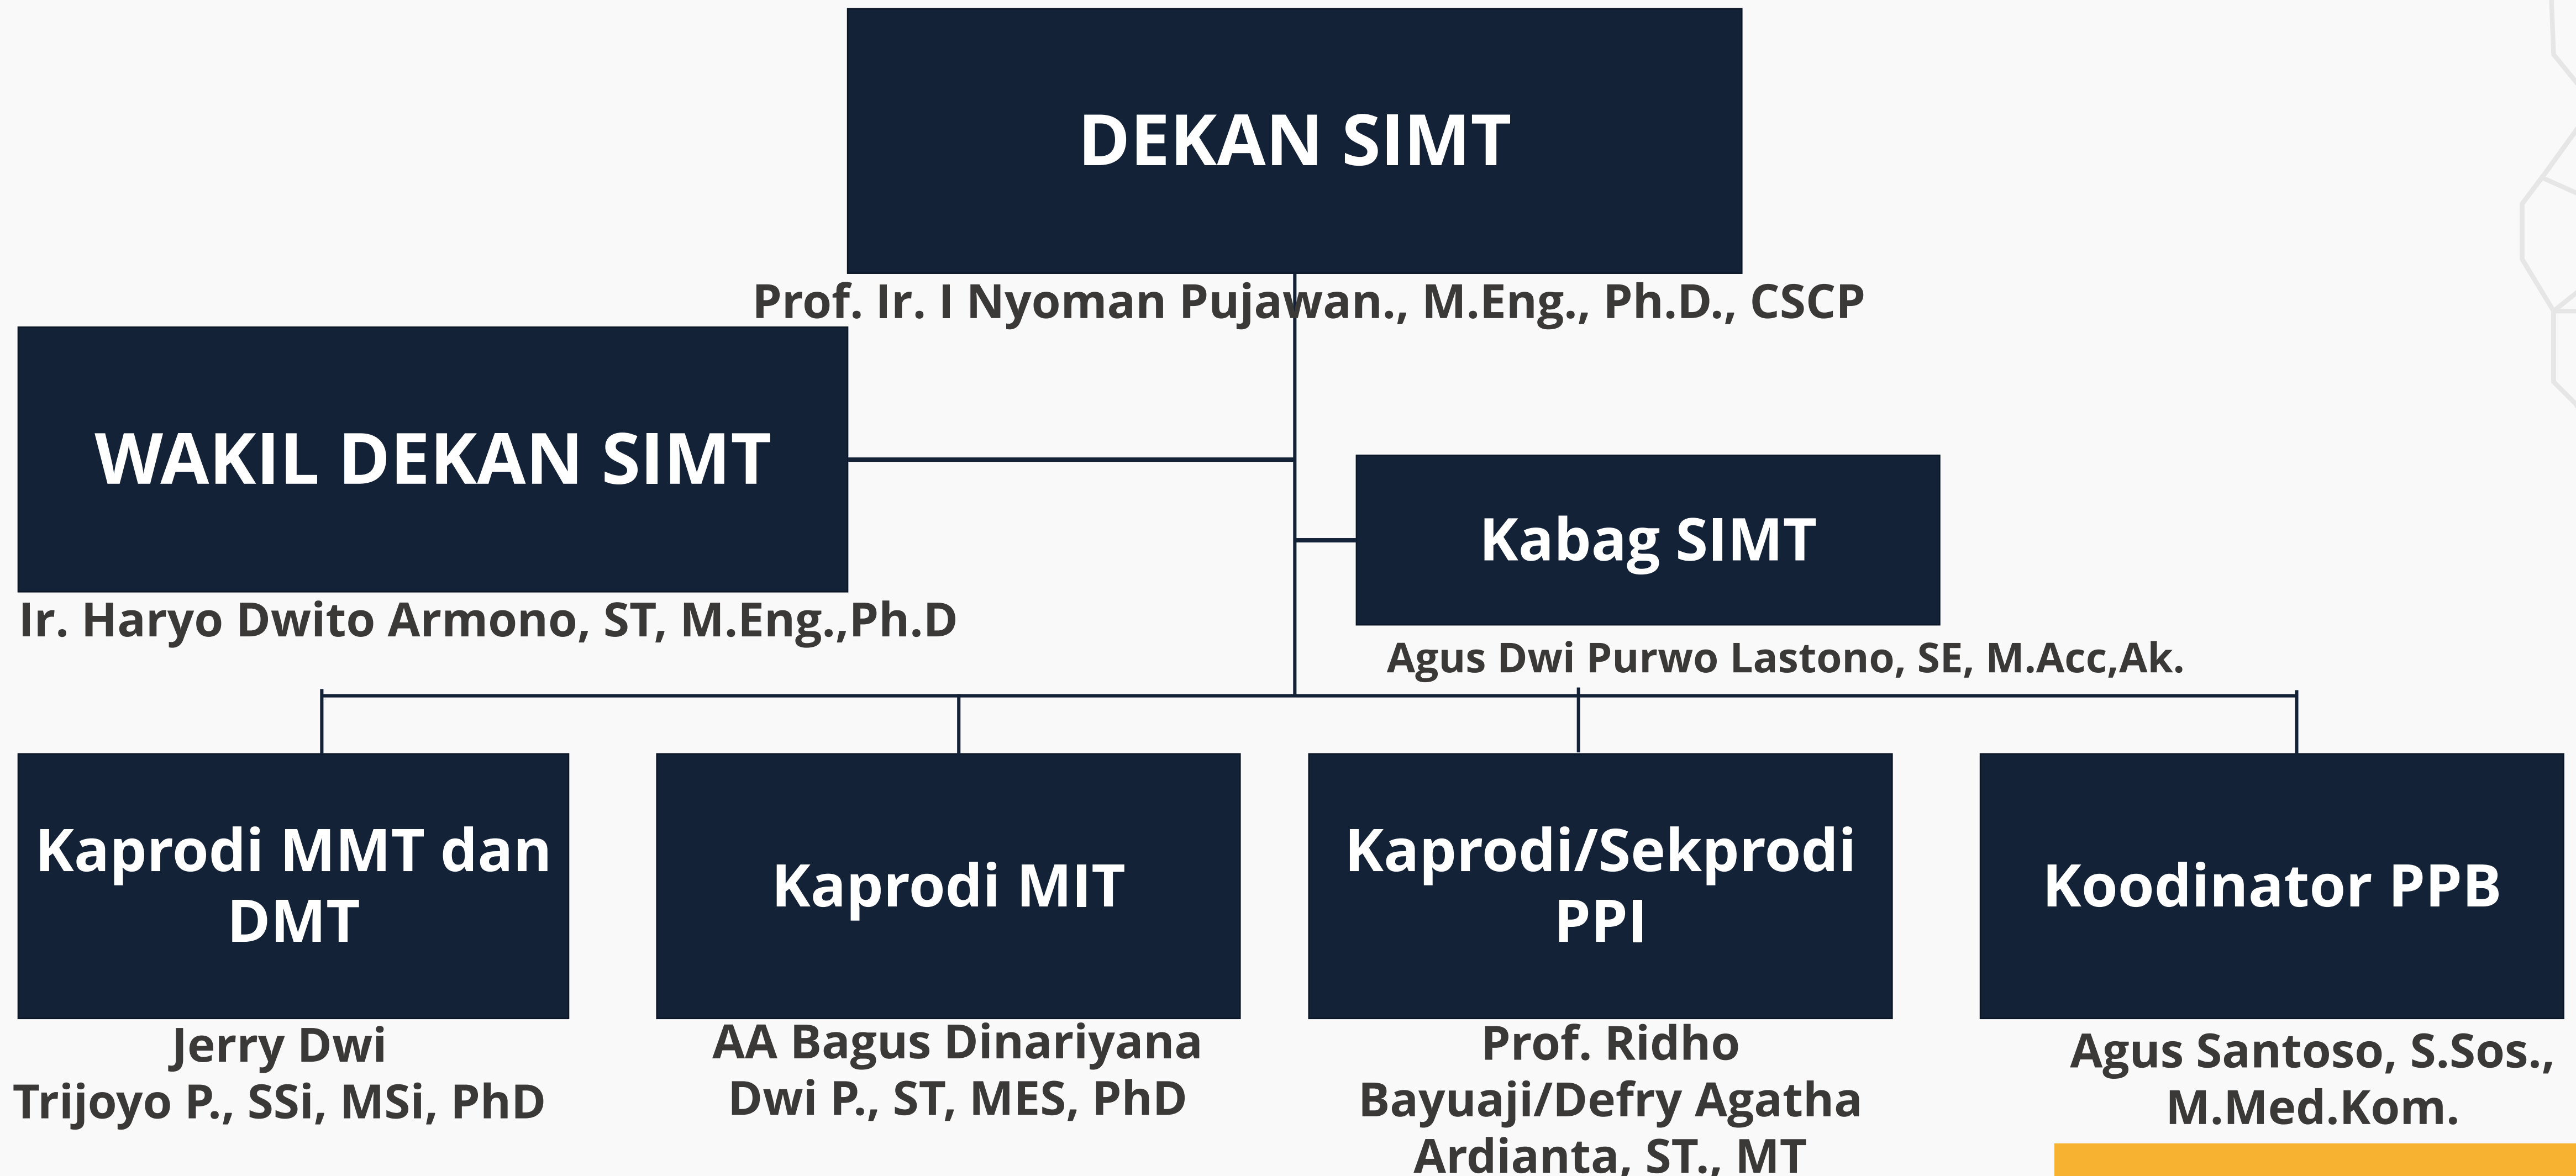 DEKAN SIMT
Prof. Ir. I Nyoman Pujawan., M.Eng., Ph.D., CSCP
WAKIL DEKAN SIMT
Ir. Haryo Dwito Armono, ST, M.Eng.,Ph.D
Kabag SIMT
Agus Dwi Purwo Lastono, SE, M.Acc,Ak.
Kaprodi MMT dan
DMT
Jerry Dwi
Trijoyo P., SSi, MSi, PhD
Kaprodi MIT
AA Bagus Dinariyana
Dwi P., ST, MES, PhD
Kaprodi/Sekprodi
PPI
Prof. Ridho
Bayuaji/Defry Agatha
Ardianta, ST., MT
Koodinator PPB
Agus Santoso, S.Sos.,
M.Med.Kom.